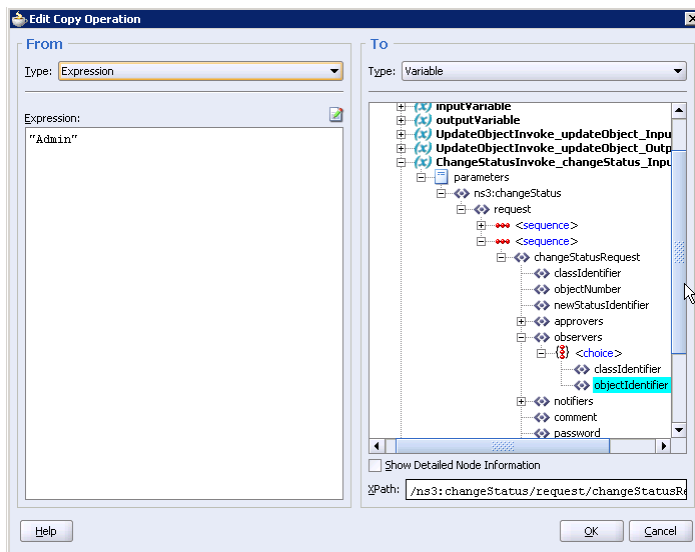 Edit Copy Operation
From
Type: Expression
Expression:
"Admin"
To
Type: Variable
inputVariable
outputVariable
UpdateObjectInvoke_updateObject_Inpu
UpdateObjectInvoke_updateObject_Outp
ChangeStatusInvoke_changeStatus_Inpu
parameters
ns3:changeStatus
request
<sequence>
<sequence>
changeStatusRequest
classIdentifier
objectNumber
newStatusIdentifier
approvers
observers
<choice>
classIdentifier
objectIdentifier
notifiers
comment
password
Show Detailed Node Information
XPath: /ns3:changeStatus/request/changeStatusRe
Help
OK
Cancel